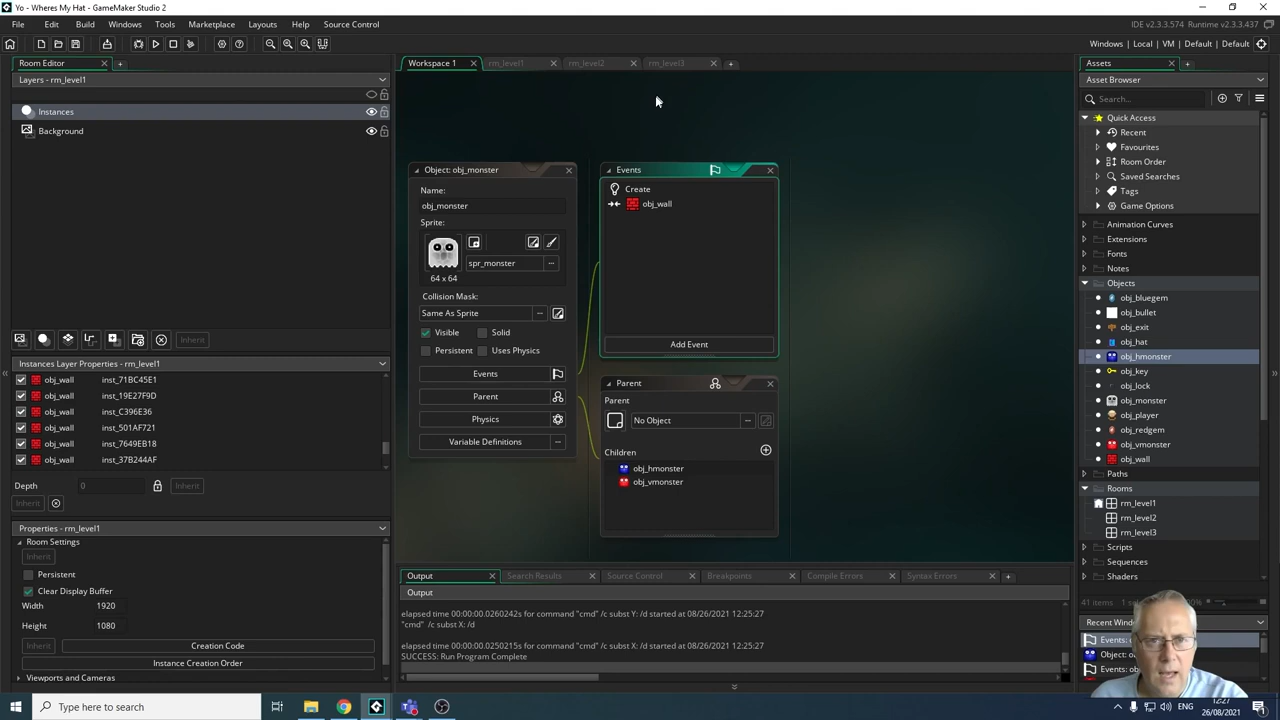 Yo - Wheres My Hat - GameMaker Studio 2
File Edit Build Windows Tools Marketplace Layouts Help Source Control
IDE v2.3.3.574 Runtime v2.3.3.437
Windows | Local | VM | Default | Default
Room Editor
Layers - rm_level1
Instances
Background
Inherit
Instances Layer Properties - rm_level1
obj_wall inst_71BC45E1
obj_wall inst_19E27F9D
obj_wall inst_C396E36
obj_wall inst_501AF721
obj_wall inst_7649EB18
obj_wall inst_37B244AF
Depth 0 Inherit
Inherit
Properties - rm_level1
Room Settings
Inherit
Persistent
Clear Display Buffer
Width 1920
Height 1080
Inherit Creation Code
Instance Creation Order
Viewports and Cameras
Workspace 1 rm_level1 rm_level2 rm_level3
Object: obj_monster
Name:
obj_monster
Sprite:
spr_monster
64 x 64
Collision Mask:
Same As Sprite
Visible Solid
Persistent Uses Physics
Events
Parent
Physics
Variable Definitions
Events
Create
obj_wall
Add Event
Parent
Parent
No Object
Children
obj_hmonster
obj_vmonster
Output Search Results Source Control Breakpoints Compile Errors Syntax Errors
Output
elapsed time 00:00:00.0260242s for command "cmd" /c subst Y: /d started at 08/26/2021 12:25:27
"cmd" /c subst X: /d
elapsed time 00:00:00.0250215s for command "cmd" /c subst X: /d started at 08/26/2021 12:25:27
SUCCESS: Run Program Complete
Assets
Asset Browser
Search...
Quick Access
Recent
Favourites
Room Order
Saved Searches
Tags
Game Options
Animation Curves
Extensions
Fonts
Notes
Objects
obj_bluegem
obj_bullet
obj_exit
obj_hat
obj_hmonster
obj_key
obj_lock
obj_monster
obj_player
obj_redgem
obj_vmonster
obj_wall
Paths
Rooms
rm_level1
rm_level2
rm_level3
Scripts
Sequences
Shaders
41 items
Recent Wind
Events:
Object:
Events:
Type here to search
ENG
12:27
26/08/2021